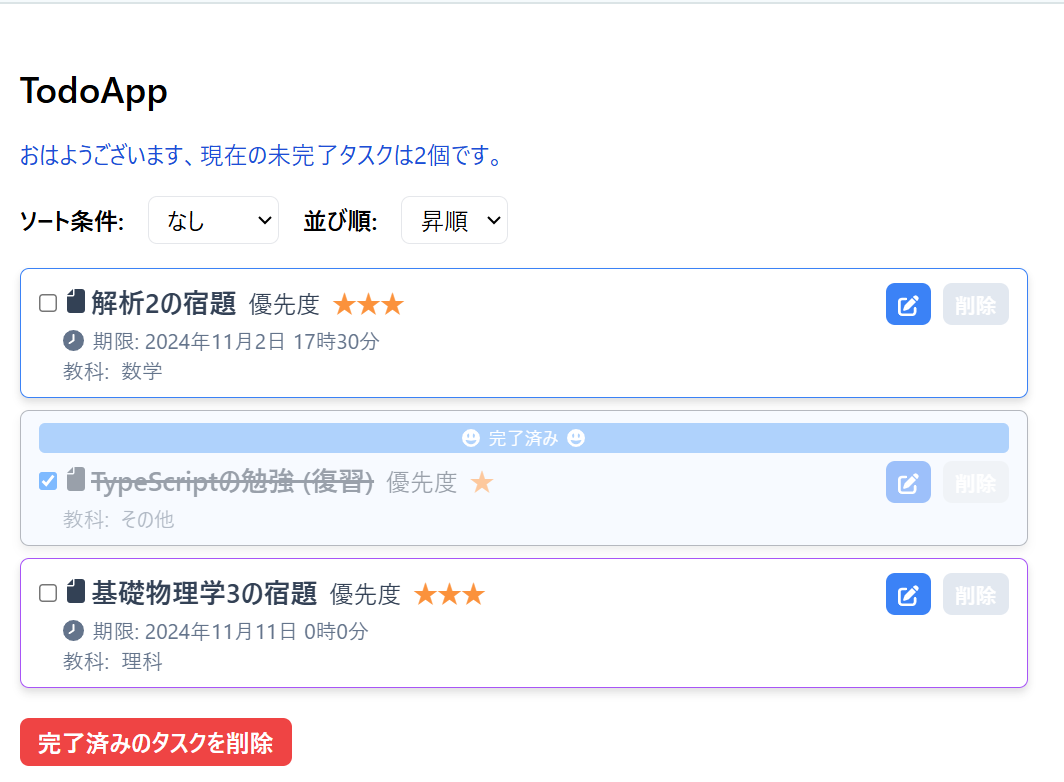 TodoApp
おはようございます、現在の未完了タスクは2個です。
ソート条件: なし 並び順: 昇順
解析2の宿題 優先度 ★★★ 削除
期限: 2024年11月2日 17時30分
教科: 数学
完了済み
TypeScriptの勉強 (復習) 優先度 ★ 削除
教科: その他
基礎物理学3の宿題 優先度 ★★★ 削除
期限: 2024年11月11日 0時0分
教科: 理科
完了済みのタスクを削除